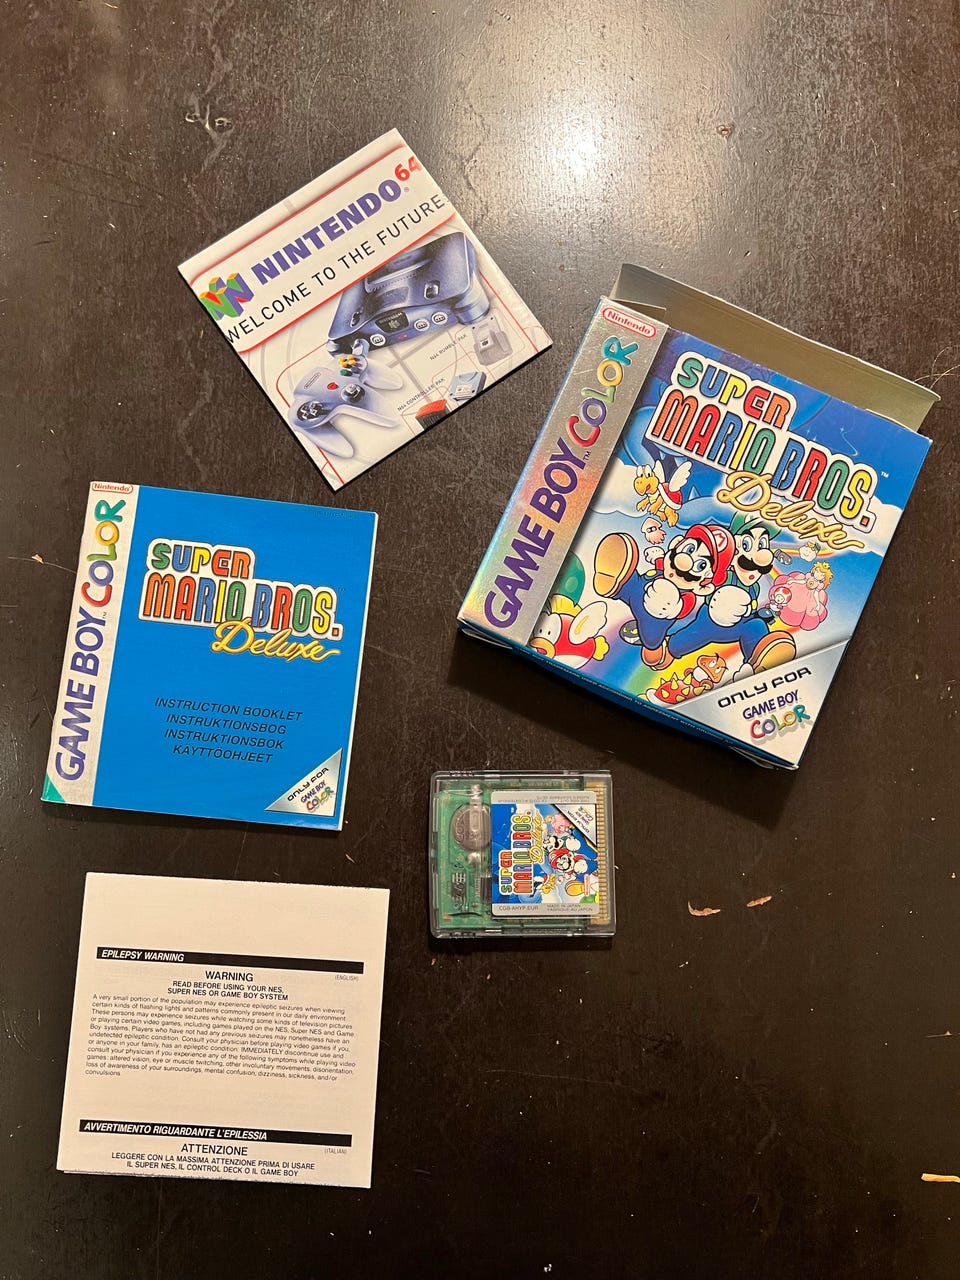 NINTENDO64®
WELCOME TO THE FUTURE
NINTENDO 64
N64 RUMBLE PAK
N64 CONTROLLER PAK
Nintendo
GAME BOY COLOR™
SUPER
MARIO BROS.™
Deluxe
ONLY FOR
GAME BOY
COLOR
Nintendo
GAME BOY COLOR™
SUPER
MARIO BROS.™
Deluxe
INSTRUCTION BOOKLET
INSTRUKTIONSBOG
INSTRUKTIONSBOK
KÄYTTÖOHJEET
ONLY FOR
GAME BOY
COLOR
SUPER
MARIO BROS.
Deluxe
CGB-AHYP-EUR
MADE IN JAPAN
FABRIQUÉ AU JAPON
EPILEPSY WARNING
WARNING
(ENGLISH)
READ BEFORE USING YOUR NES,
SUPER NES OR GAME BOY SYSTEM
A very small portion of the population may experience epileptic seizures when viewing
certain kinds of flashing lights and patterns commonly present in our daily environment.
These persons may experience seizures while watching some kinds of television pictures
or playing certain video games, including games played on the NES, Super NES and Game
Boy systems. Players who have not had any previous seizures may nonetheless have an
undetected epileptic condition. Consult your physician before playing video games if you,
or anyone in your family, has an epileptic condition. IMMEDIATELY discontinue use and
consult your physician if you experience any of the following symptoms while playing video
games: altered vision, eye or muscle twitching, other involuntary movements, disorientation,
loss of awareness of your surroundings, mental confusion, dizziness, sickness, and/or
convulsions.
AVVERTIMENTO RIGUARDANTE L'EPILESSIA
ATTENZIONE
(ITALIAN)
LEGGERE CON LA MASSIMA ATTENZIONE PRIMA DI USARE
IL SUPER NES, IL CONTROL DECK O IL GAME BOY